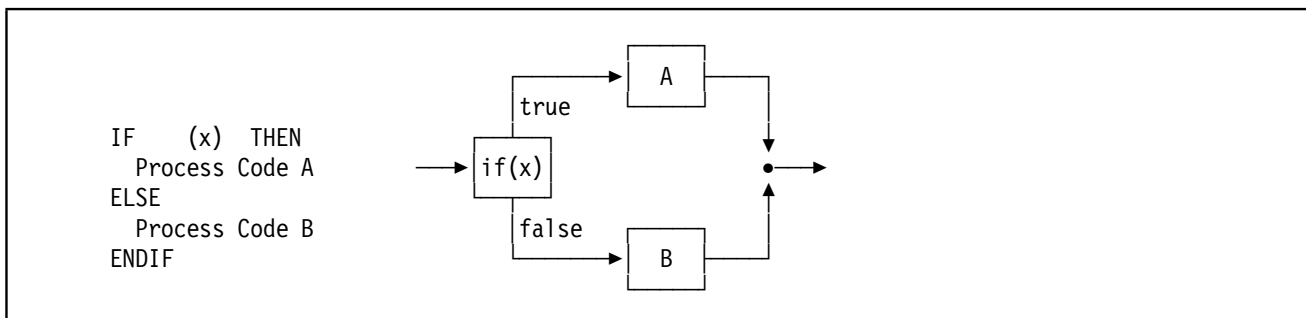 IF (x) THEN
Process Code A
ELSE
Process Code B
ENDIF
A
true
if(x)
false
B